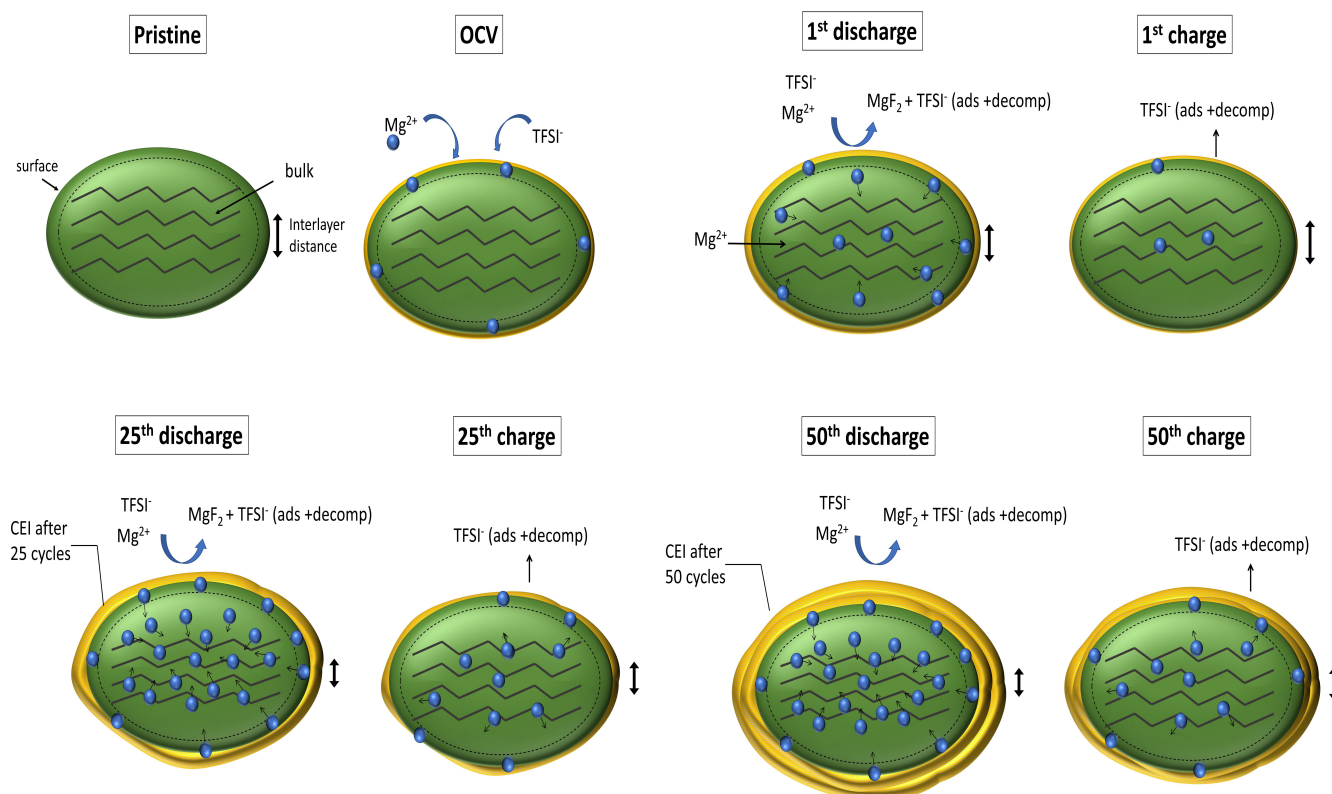 Pristine
OCV
1st discharge
1st charge
surface
bulk
Interlayer
distance
Mg2+
TFSI-
TFSI-
Mg2+
MgF2 + TFSI- (ads +decomp)
Mg2+
TFSI- (ads +decomp)
25th discharge
25th charge
50th discharge
50th charge
CEI after
25 cycles
TFSI-
Mg2+
MgF2 + TFSI- (ads +decomp)
TFSI- (ads +decomp)
CEI after
50 cycles
TFSI-
Mg2+
MgF2 + TFSI- (ads +decomp)
TFSI- (ads +decomp)